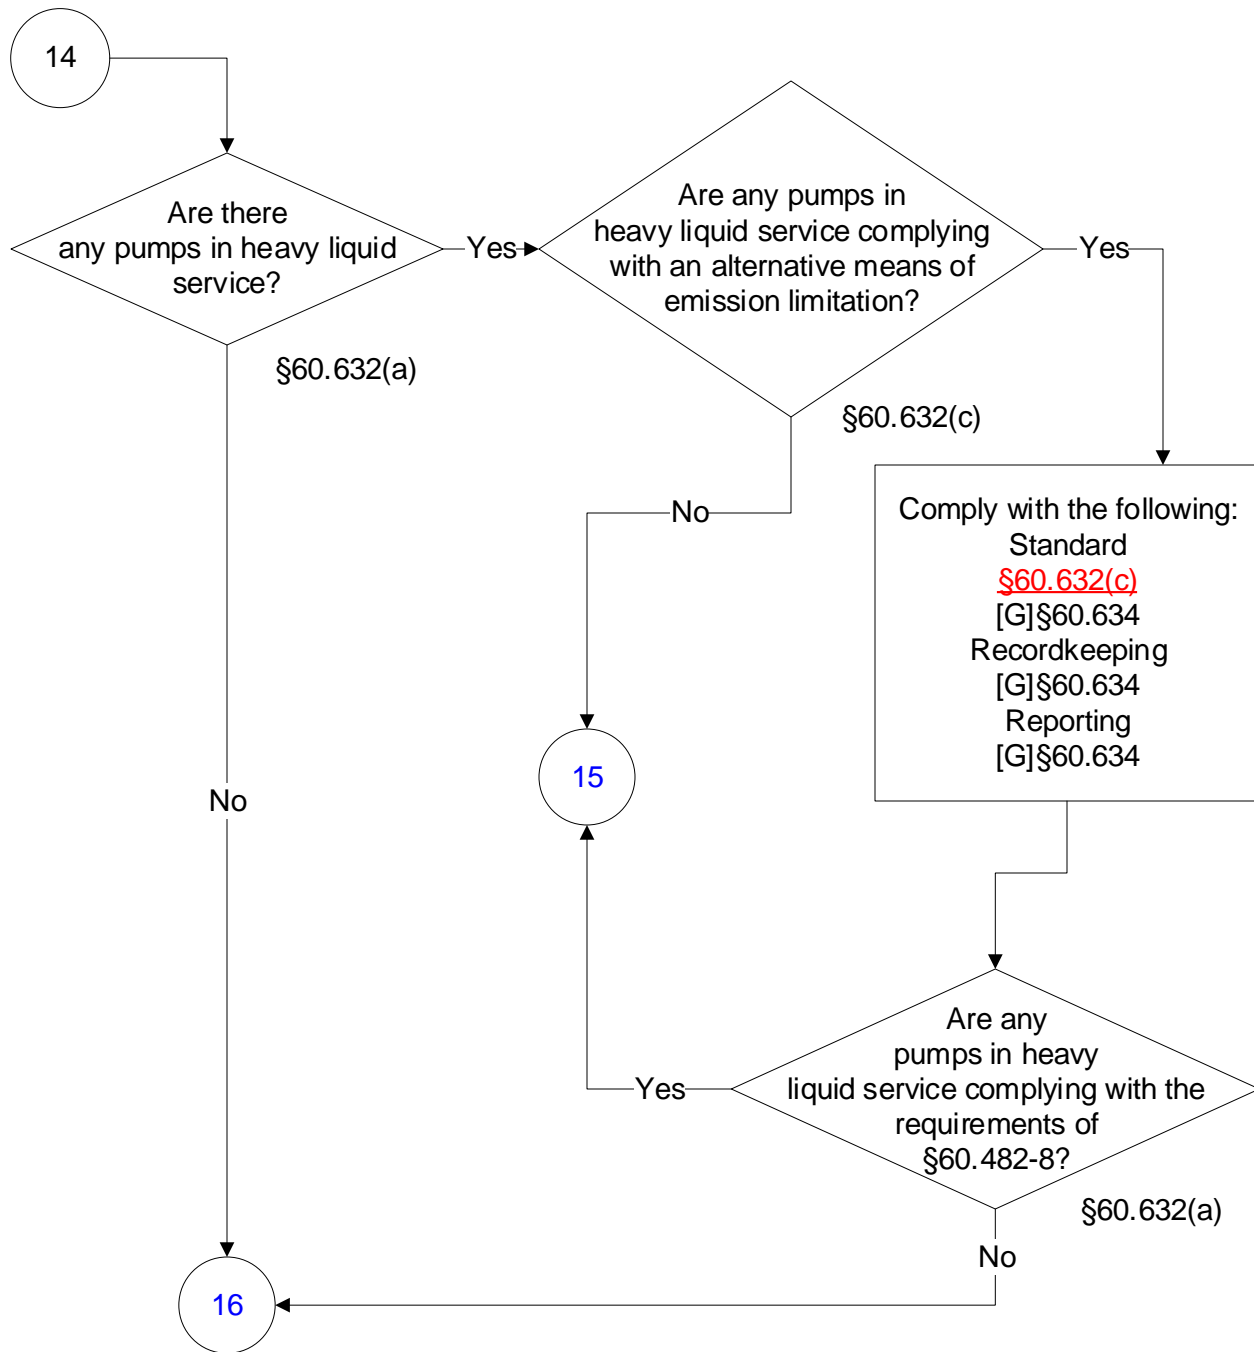 14
Are there
any pumps in heavy liquid
service?
Yes
§60.632(a)
Are any pumps in
heavy liquid service complying
with an alternative means of
emission limitation?
Yes
§60.632(c)
No
Comply with the following:
Standard
§60.632(c)
[G]§60.634
Recordkeeping
[G]§60.634
Reporting
[G]§60.634
15
No
Are any
pumps in heavy
liquid service complying with the
requirements of
§60.482-8?
Yes
§60.632(a)
No
16